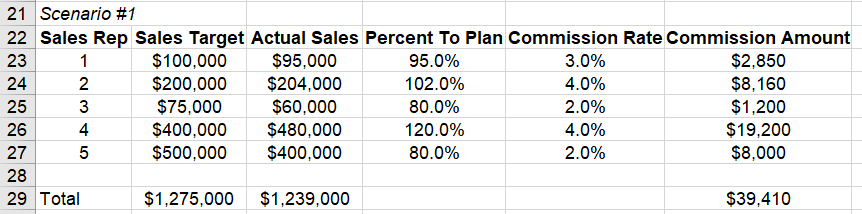 21 Scenario #1
22 Sales Rep Sales Target Actual Sales Percent To Plan Commission Rate Commission Amount
23 1 $100,000 $95,000 95.0% 3.0% $2,850
24 2 $200,000 $204,000 102.0% 4.0% $8,160
25 3 $75,000 $60,000 80.0% 2.0% $1,200
26 4 $400,000 $480,000 120.0% 4.0% $19,200
27 5 $500,000 $400,000 80.0% 2.0% $8,000
28
29 Total $1,275,000 $1,239,000 $39,410